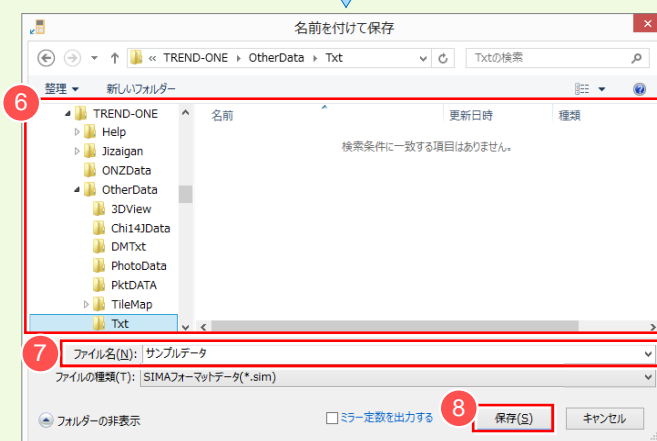 名前を付けて保存
« TREND-ONE ▸ OtherData ▸ Txt
Txtの検索
整理 ▼ 新しいフォルダー
6
TREND-ONE
Help
Jizaigan
ONZData
OtherData
3DView
Chi14JData
DMTxt
PhotoData
PktDATA
TileMap
Txt
名前 更新日時 種類
検索条件に一致する項目はありません。
7
ファイル名(N): サンプルデータ
ファイルの種類(T): SIMAフォーマットデータ(*.sim)
フォルダーの非表示
ミラー定数を出力する
8
保存(S)
キャンセル